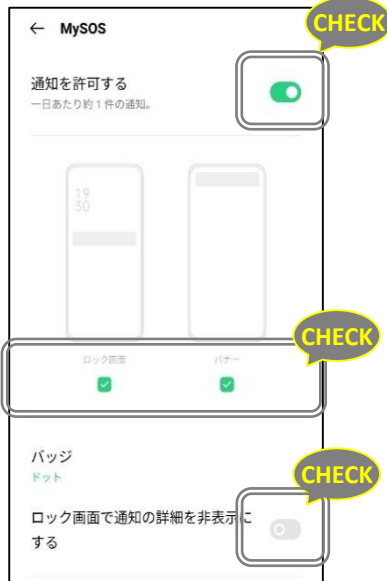 CHECK
← MySOS
通知を許可する
一日あたり約1件の通知。
19
30
CHECK
ロック画面 バナー
バッジ
ドット
CHECK
ロック画面で通知の詳細を非表示に
する